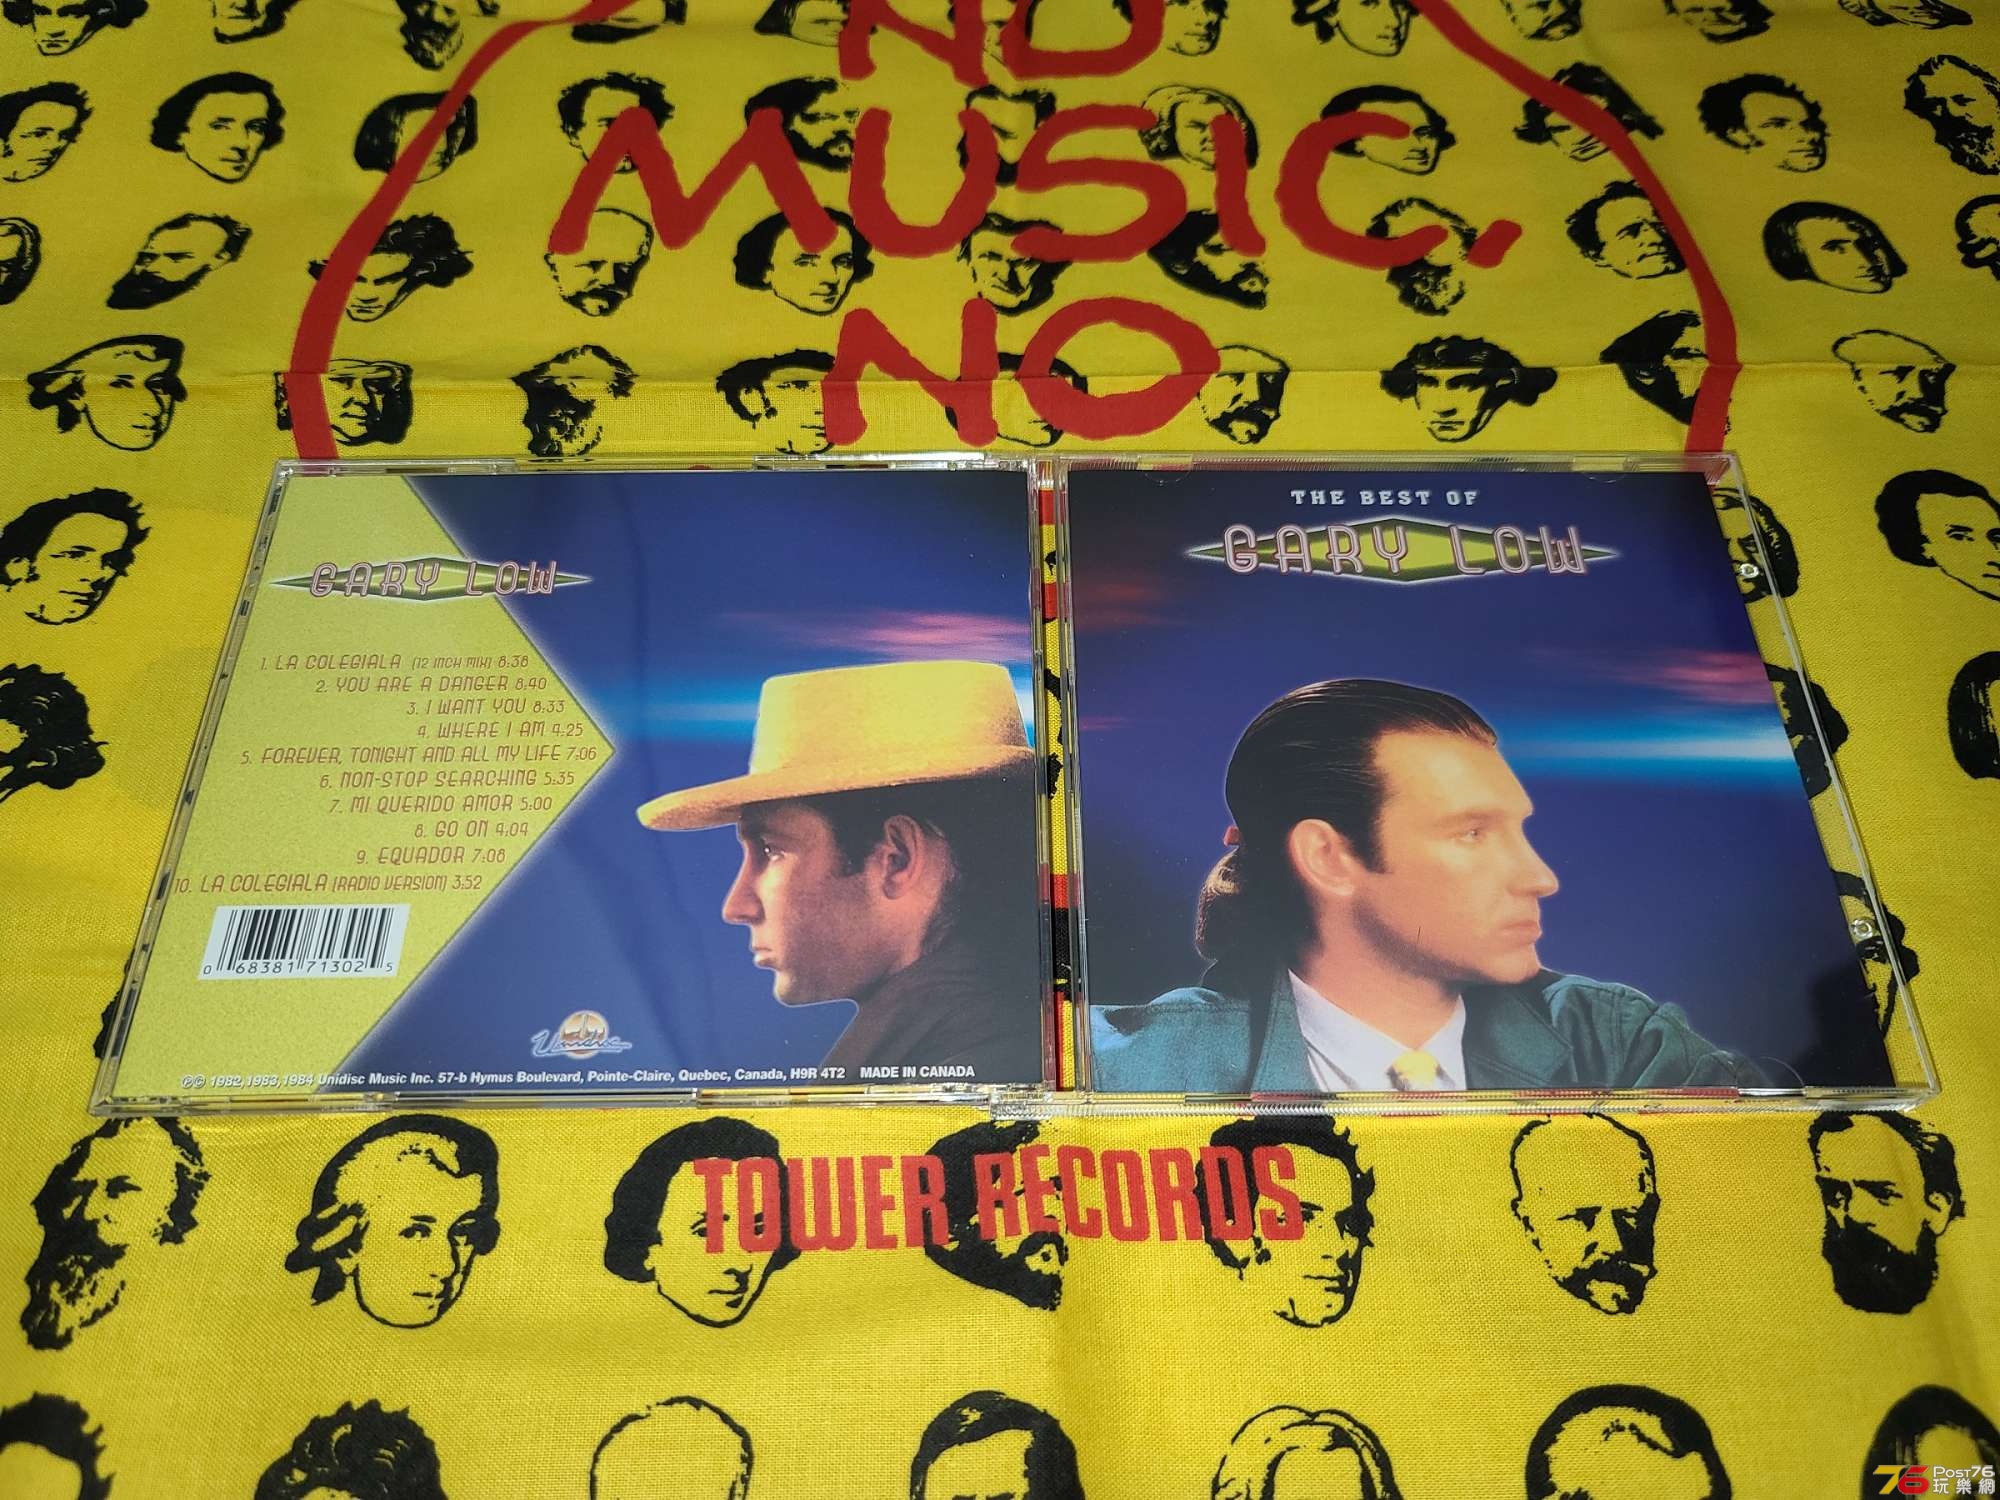 NO
MUSIC.
NO
GARY LOW
1. LA COLEGIALA (12 INCH MIX) 8:38
2. YOU ARE A DANGER 8:40
3. I WANT YOU 8:33
4. WHERE I AM 4:25
5. FOREVER, TONIGHT AND ALL MY LIFE 7:06
6. NON-STOP SEARCHING 5:35
7. MI QUERIDO AMOR 5:00
8. GO ON 4:04
9. EQUADOR 7:08
10. LA COLEGIALA (RADIO VERSION) 3:52
0 68381 71302 5
Unidisc
℗© 1982,1983,1984 Unidisc Music Inc. 57-b Hymus Boulevard, Pointe-Claire, Quebec, Canada, H9R 4T2 MADE IN CANADA
THE BEST OF
GARY LOW
TOWER RECORDS
76 POST76
玩樂網